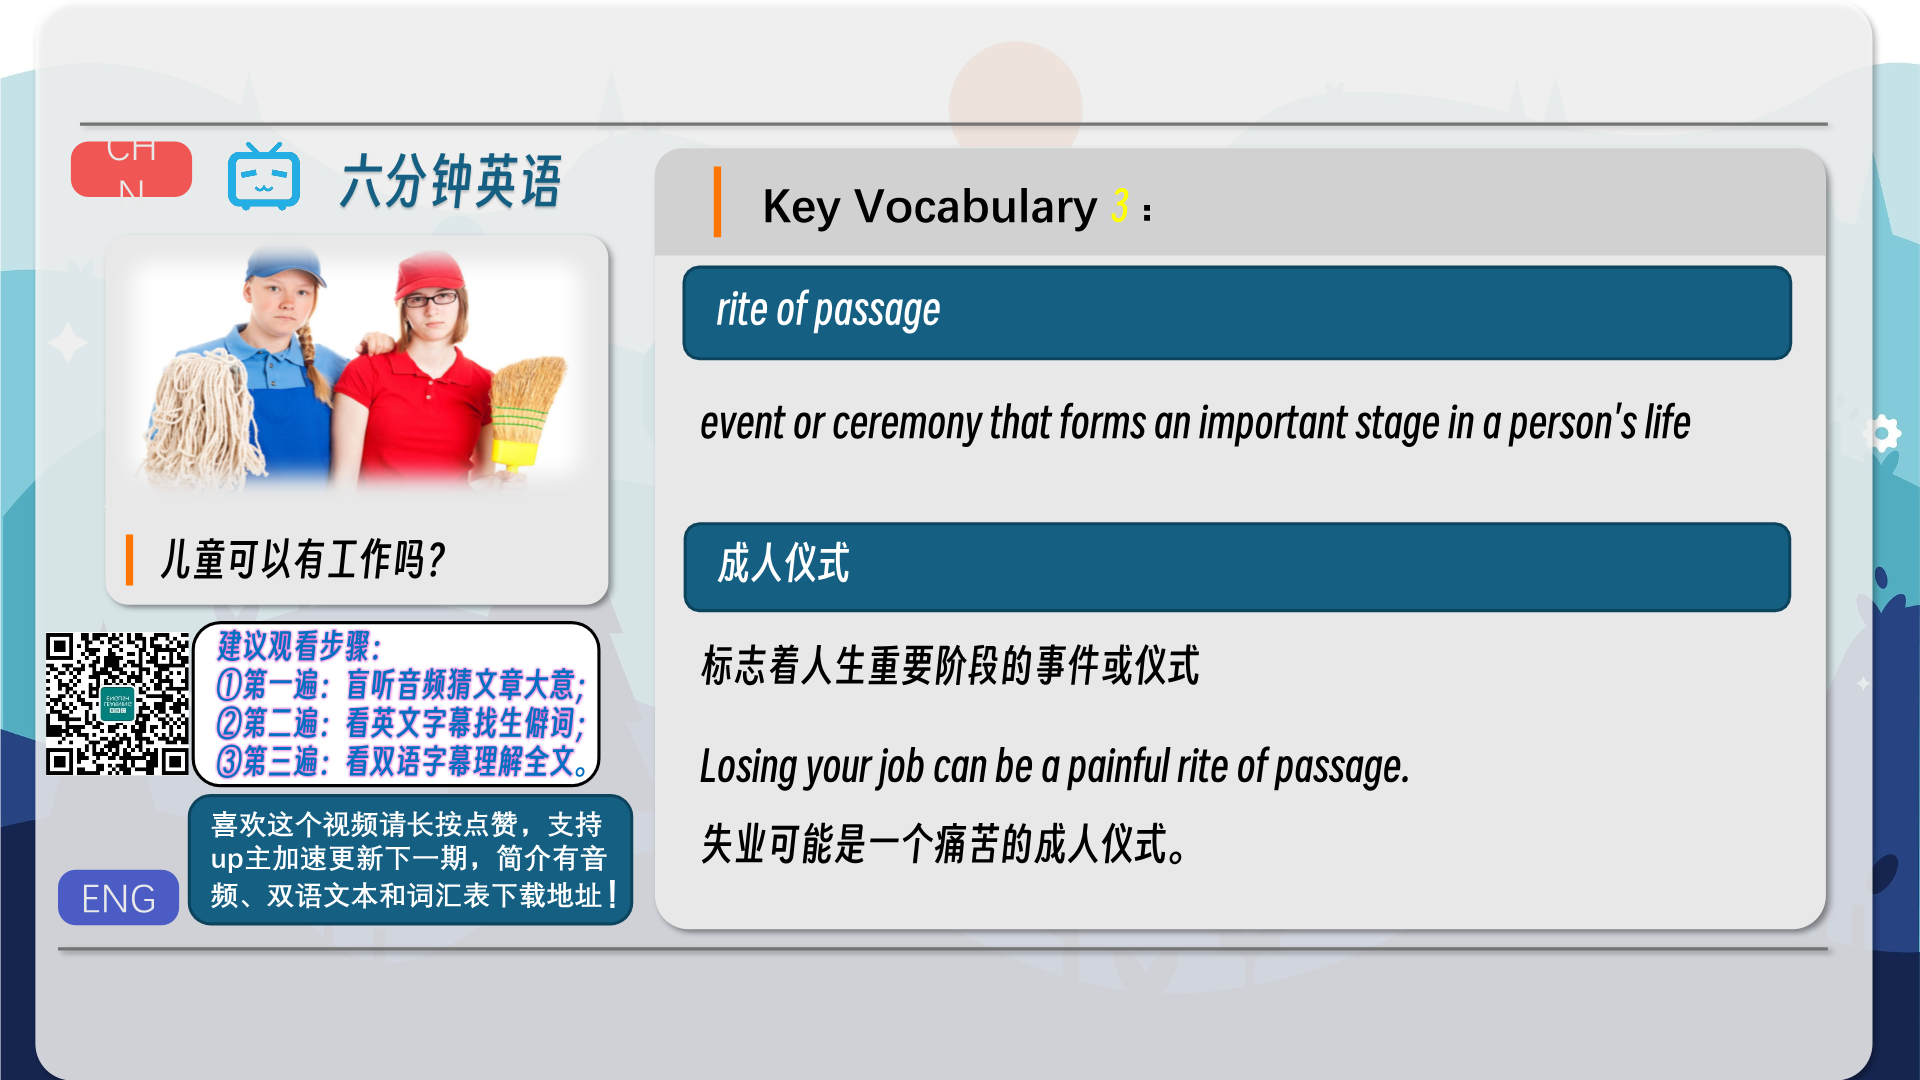 CH
N
六分钟英语
儿童可以有工作吗?
建议观看步骤:
①第一遍: 盲听音频猜文章大意;
②第二遍: 看英文字幕找生僻词;
③第三遍: 看双语字幕理解全文。
喜欢这个视频请长按点赞，支持
up主加速更新下一期，简介有音
频、双语文本和词汇表下载地址！
ENG
Key Vocabulary 3：
rite of passage
event or ceremony that forms an important stage in a person's life
成人仪式
标志着人生重要阶段的事件或仪式
Losing your job can be a painful rite of passage.
失业可能是一个痛苦的成人仪式。